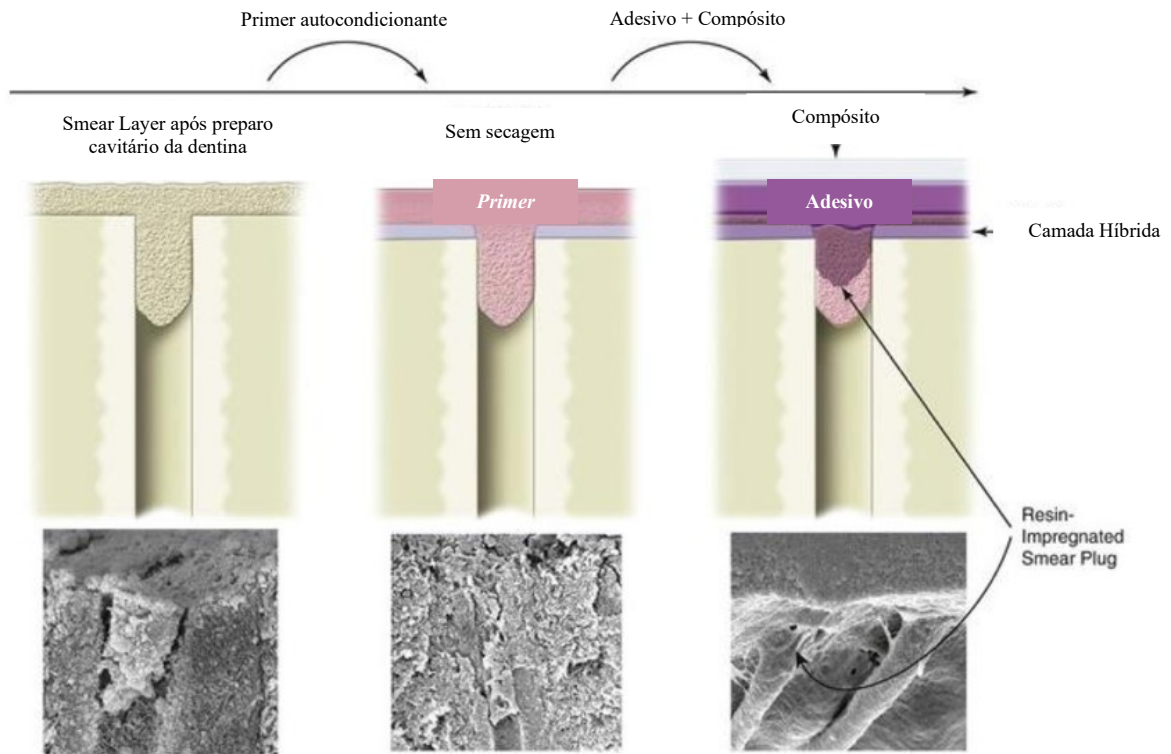 Primer autocondicionante
Adesivo + Compósito
Smear Layer após preparo
cavitário da dentina
Sem secagem
Compósito
Primer
Adesivo
Camada Híbrida
Resin-
Impregnated
Smear Plug